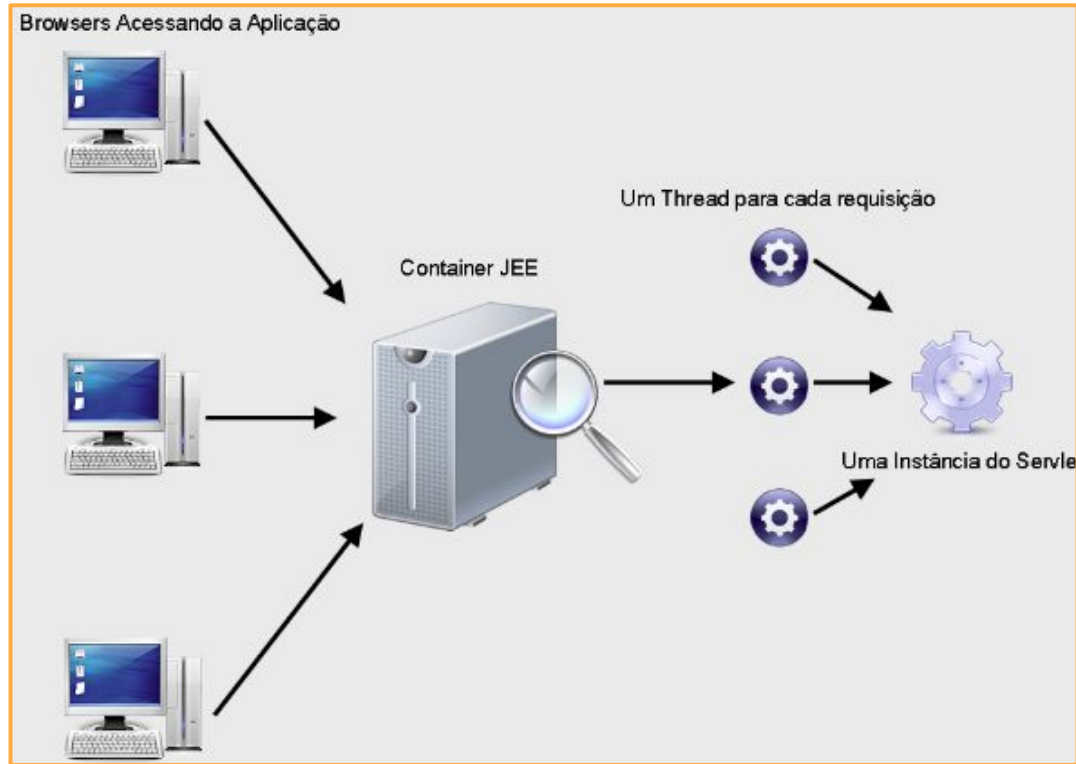 Browsers Acessando a Aplicação
Um Thread para cada requisição
Container JEE
Uma Instância do Servle